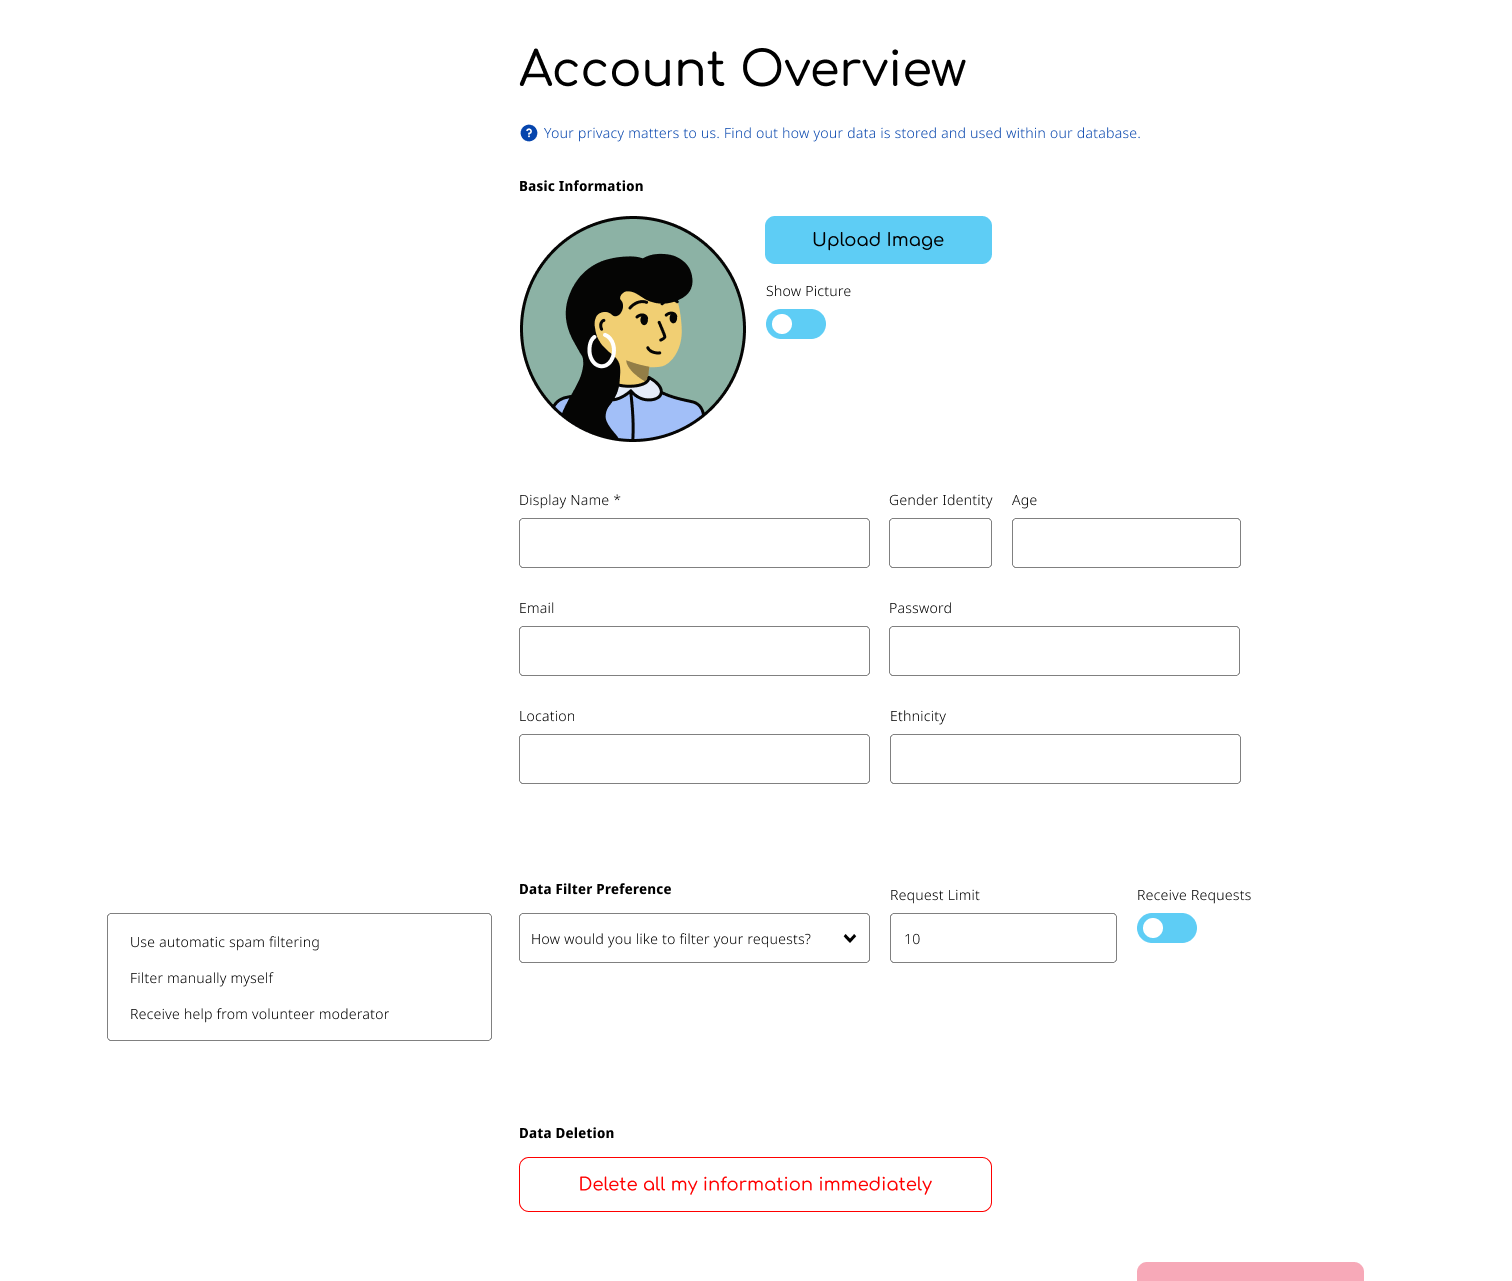 Account Overview
? Your privacy matters to us. Find out how your data is stored and used within our database.
Basic Information
Upload Image
Show Picture
Display Name *
Gender Identity
Age
Email
Password
Location
Ethnicity
Data Filter Preference
Request Limit
Receive Requests
How would you like to filter your requests?
10
Use automatic spam filtering
Filter manually myself
Receive help from volunteer moderator
Data Deletion
Delete all my information immediately